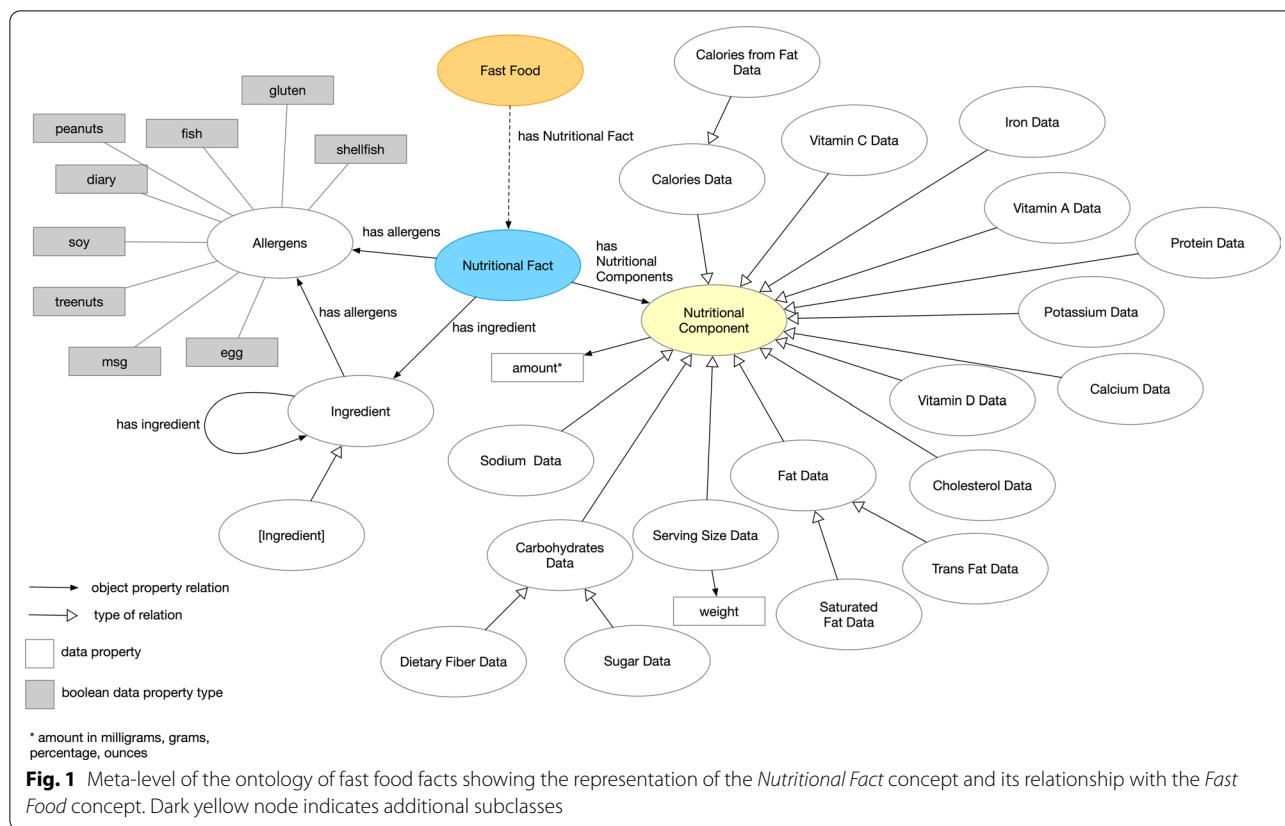 Fast Food
Calories from Fat
Data
gluten
peanuts
fish
shellfish
has Nutritional Fact
Vitamin C Data
Iron Data
diary
Calories Data
Vitamin A Data
soy
Allergens
has allergens
Nutritional Fact
has
Nutritional
Components
Protein Data
treenuts
has allergens
has ingredient
Nutritional
Component
Potassium Data
msg
egg
amount*
Calcium Data
Vitamin D Data
has ingredient
Ingredient
Sodium Data
Fat Data
Cholesterol Data
[Ingredient]
Carbohydrates
Data
Serving Size Data
Trans Fat Data
object property relation
type of relation
weight
Saturated
Fat Data
data property
Dietary Fiber Data
Sugar Data
boolean data property type
* amount in milligrams, grams,
percentage, ounces
Fig. 1 Meta-level of the ontology of fast food facts showing the representation of the Nutritional Fact concept and its relationship with the Fast
Food concept. Dark yellow node indicates additional subclasses